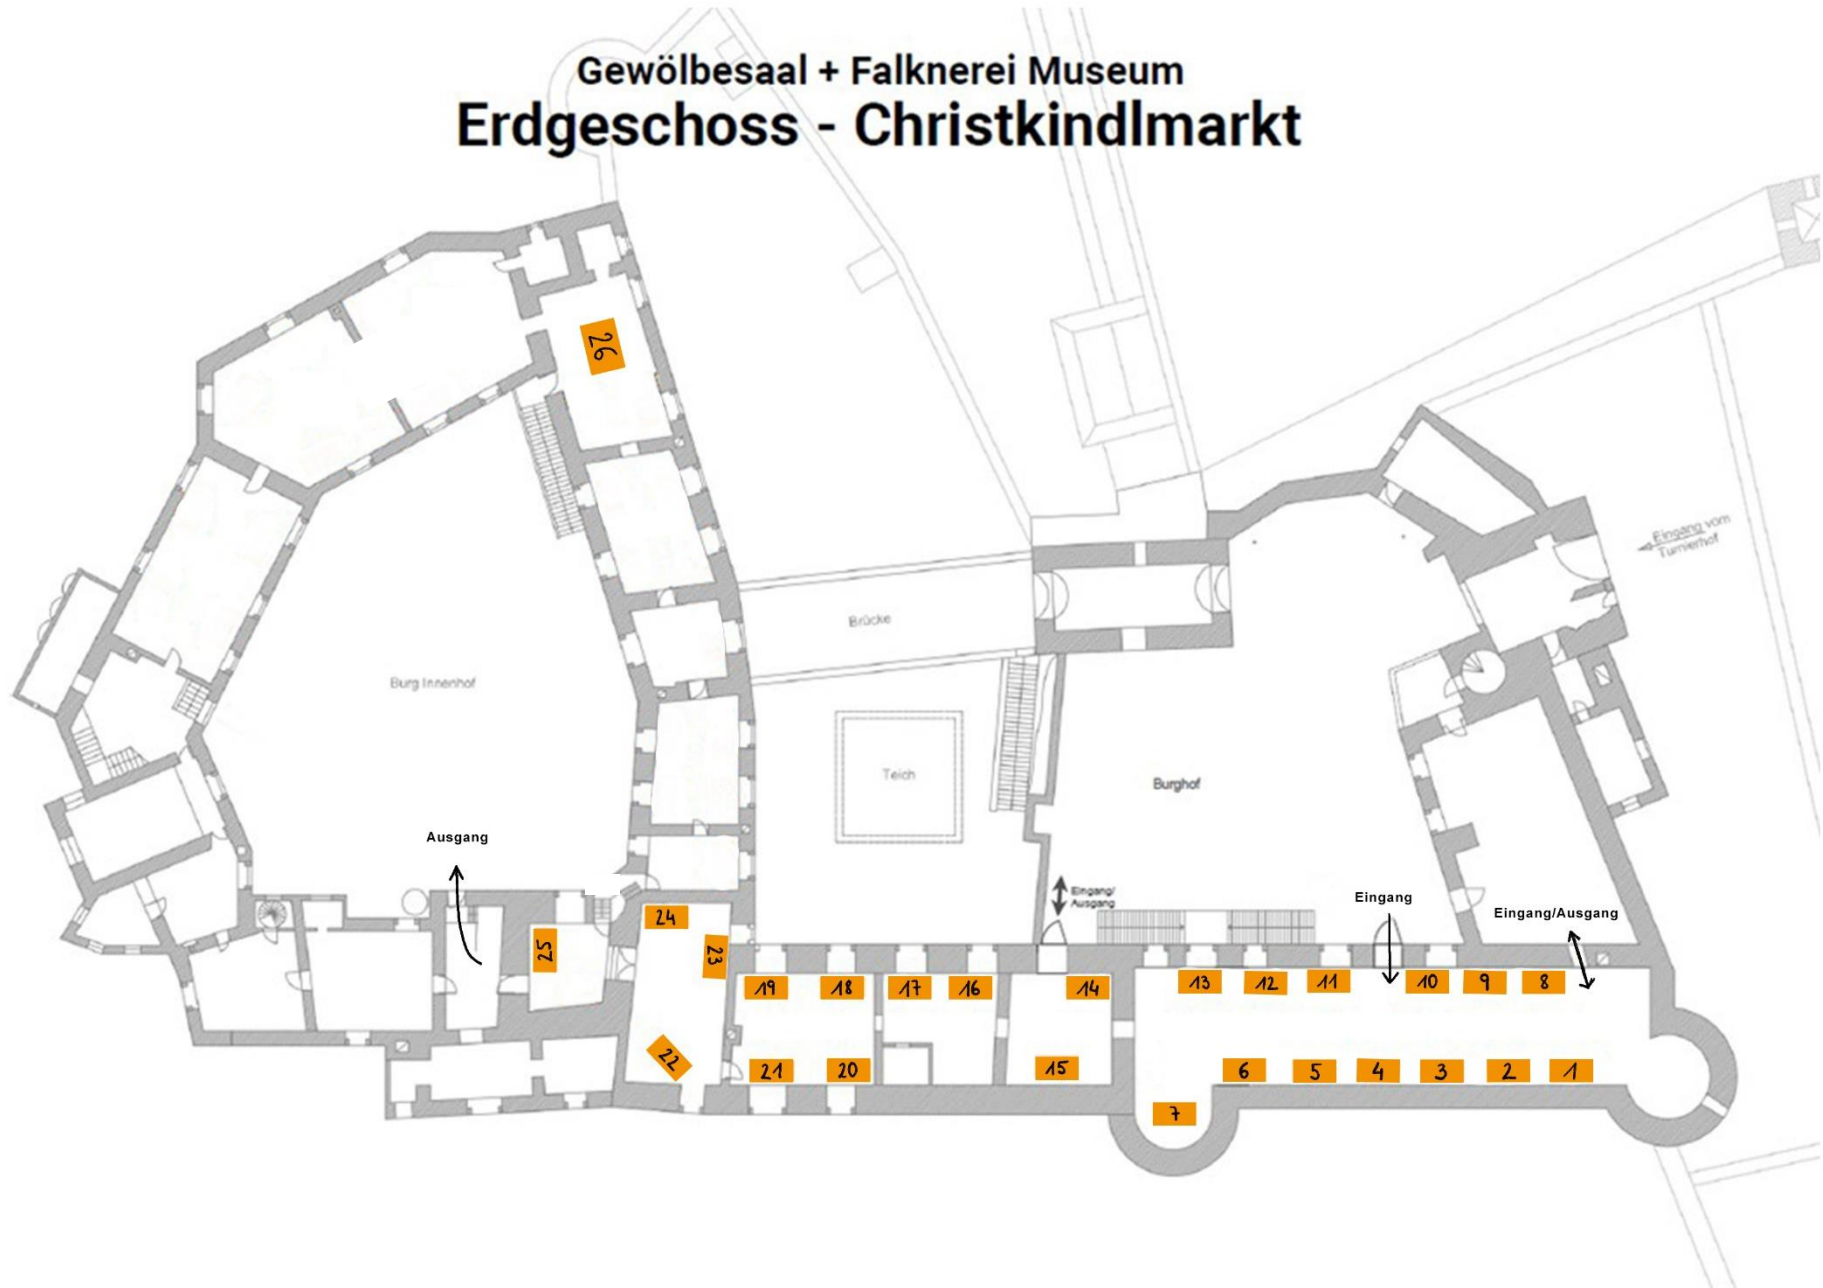 Gewölbesaal + Falknerei Museum
Erdgeschoss - Christkindlmarkt
26
Eingang vom
Turnierhof
Brücke
Burg Innenhof
Teich
Burghof
Ausgang
Eingang/
Ausgang
Eingang
Eingang/Ausgang
24
23
25
22
19
18
17
16
14
13
12
11
10
9
8
21
20
15
6
5
4
3
2
1
7